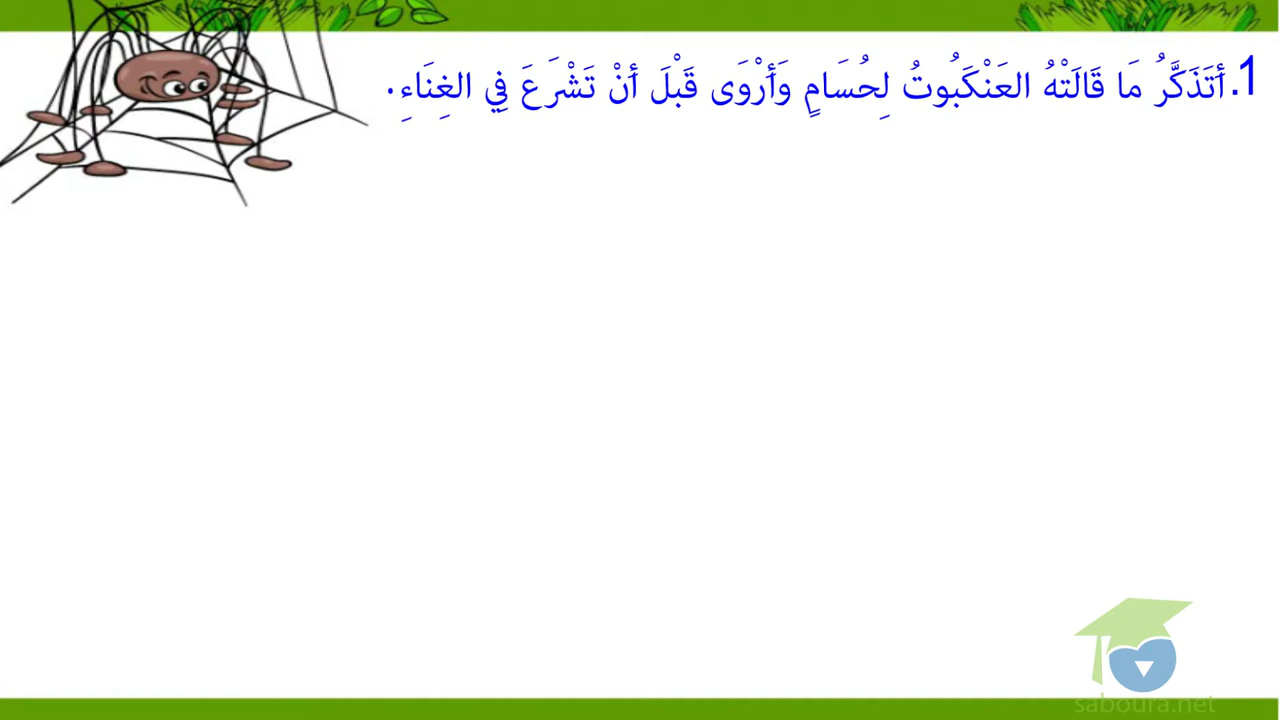 1. أَتَذَكَّرُ مَا قَالَتْهُ العَنْكَبُوتُ لِحُسَامٍ وَأَرْوَى قَبْلَ أَنْ تَشْرَعَ فِي الغِنَاءِ.
saboura.net